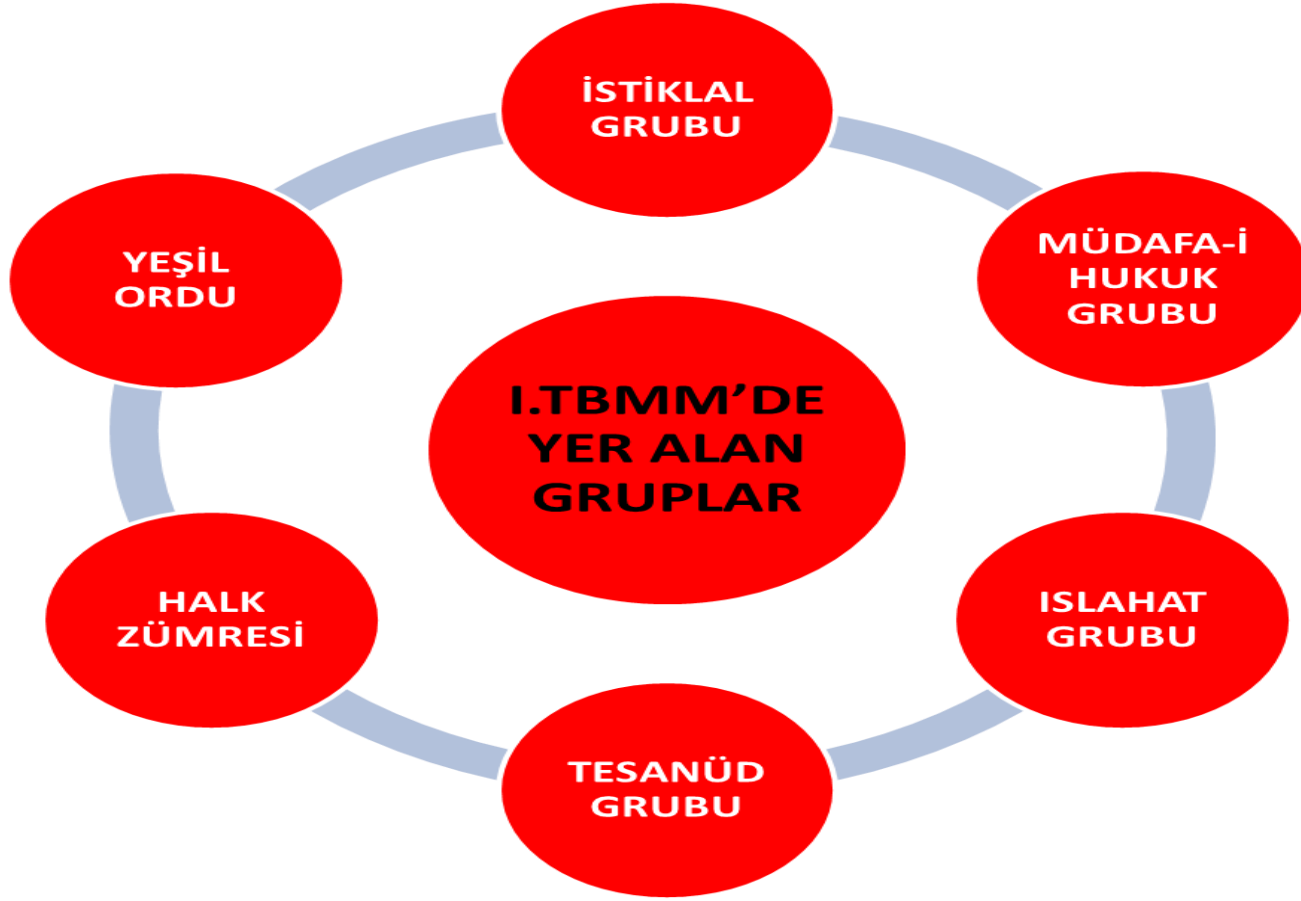 İSTİKLAL
GRUBU
MÜDAFA-İ
HUKUK
GRUBU
YEŞİL
ORDU
I.TBMM'DE
YER ALAN
GRUPLAR
ISLAHAT
GRUBU
HALK
ZÜMRESİ
TESANÜD
GRUBU